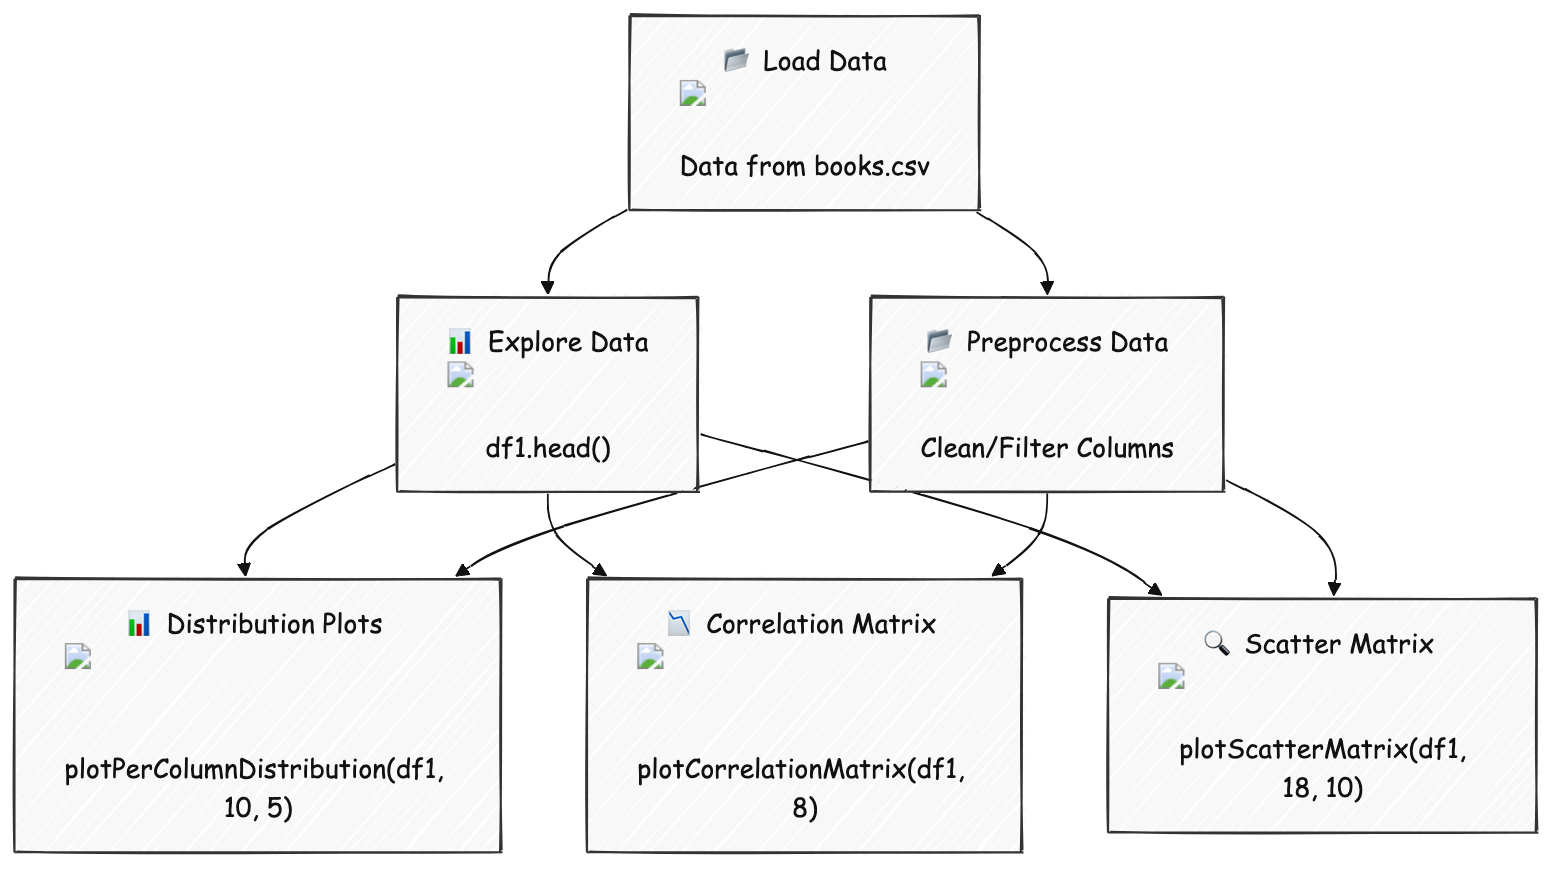 Load Data
Data from books.csv
Explore Data
df1.head()
Preprocess Data
Clean/Filter Columns
Distribution Plots
plotPerColumnDistribution(df1,
10, 5)
Correlation Matrix
plotCorrelationMatrix(df1,
8)
Scatter Matrix
plotScatterMatrix(df1,
18, 10)